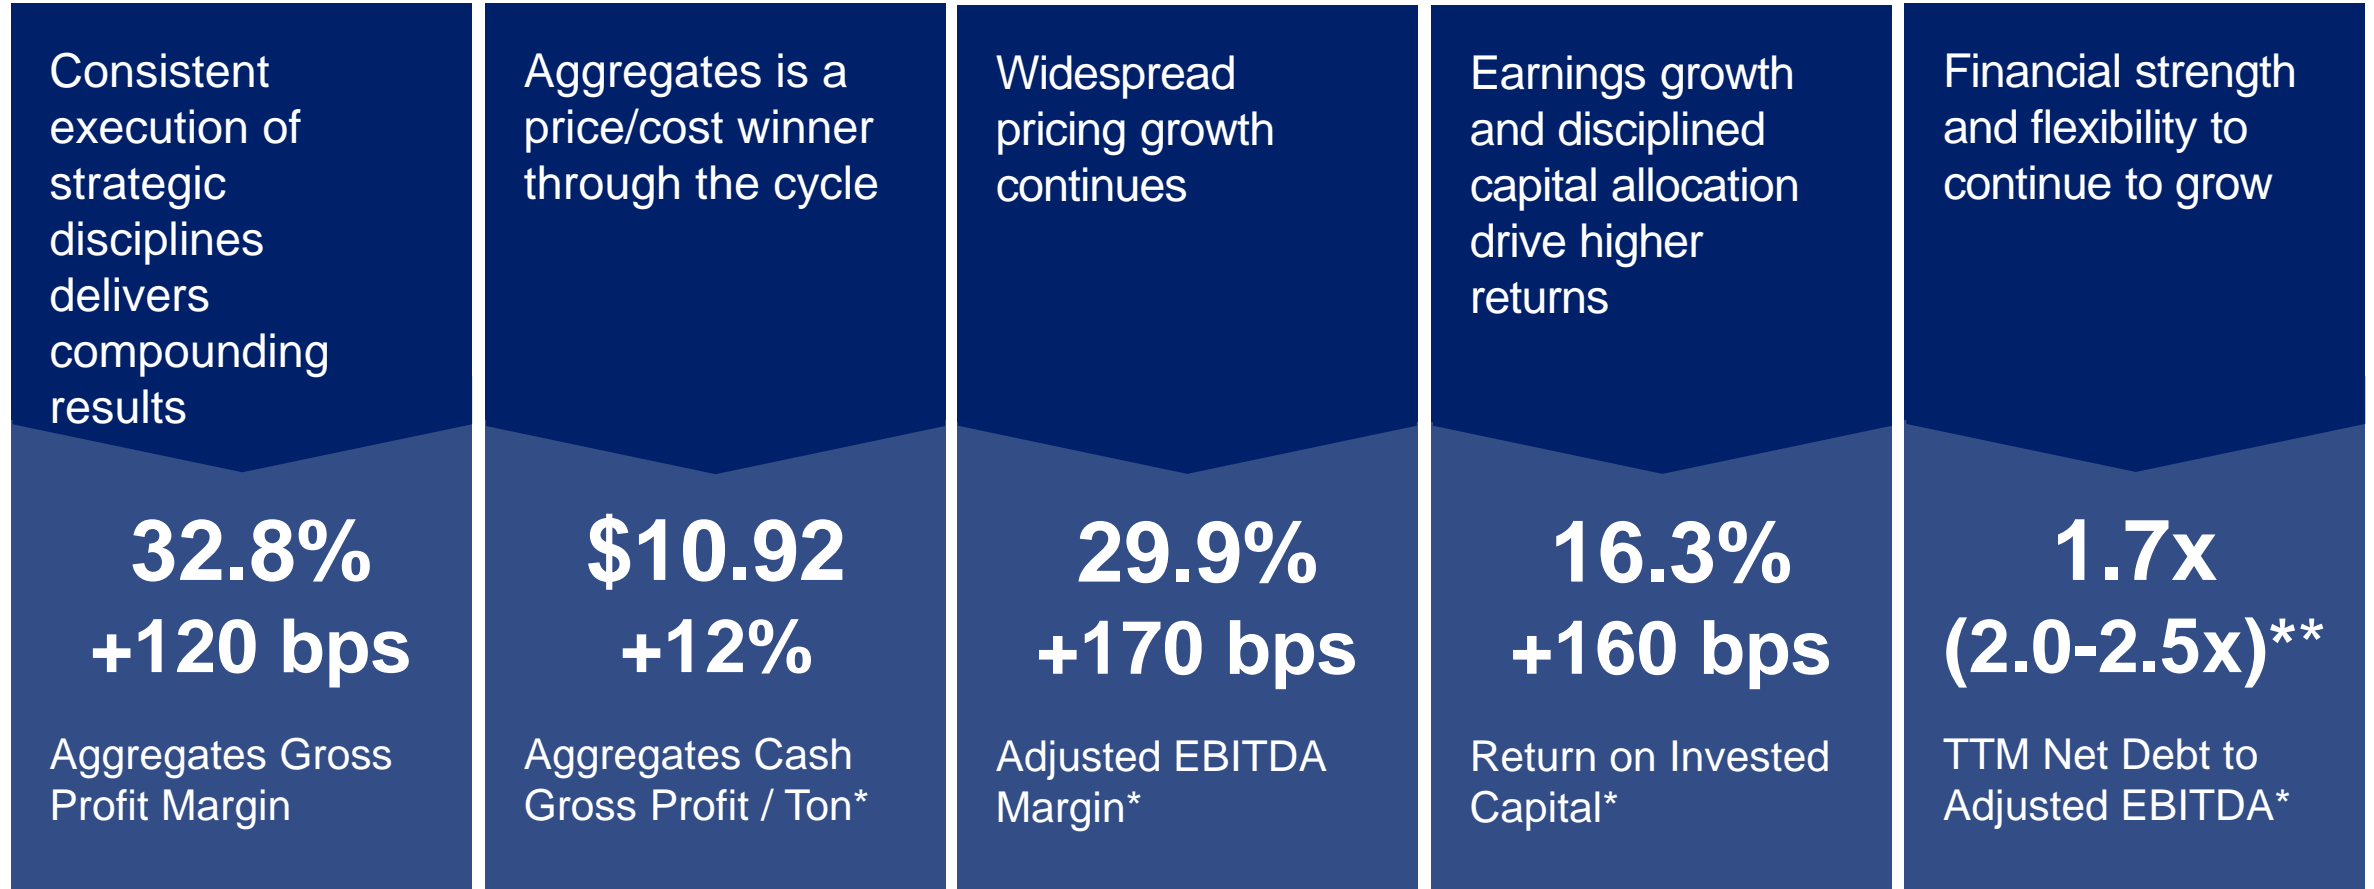 Consistent
execution of
strategic
disciplines
delivers
compounding
results
32.8%
+120 bps
Aggregates Gross
Profit Margin
Aggregates is a
price/cost winner
through the cycle
$10.92
+12%
Aggregates Cash
Gross Profit / Ton*
Widespread
pricing growth
continues
29.9%
+170 bps
Adjusted EBITDA
Margin*
Earnings growth
and disciplined
capital allocation
drive higher
returns
16.3%
+160 bps
Return on Invested
Capital*
Financial strength
and flexibility to
continue to grow
1.7x
(2.0-2.5x)**
TTM Net Debt to
Adjusted EBITDA*